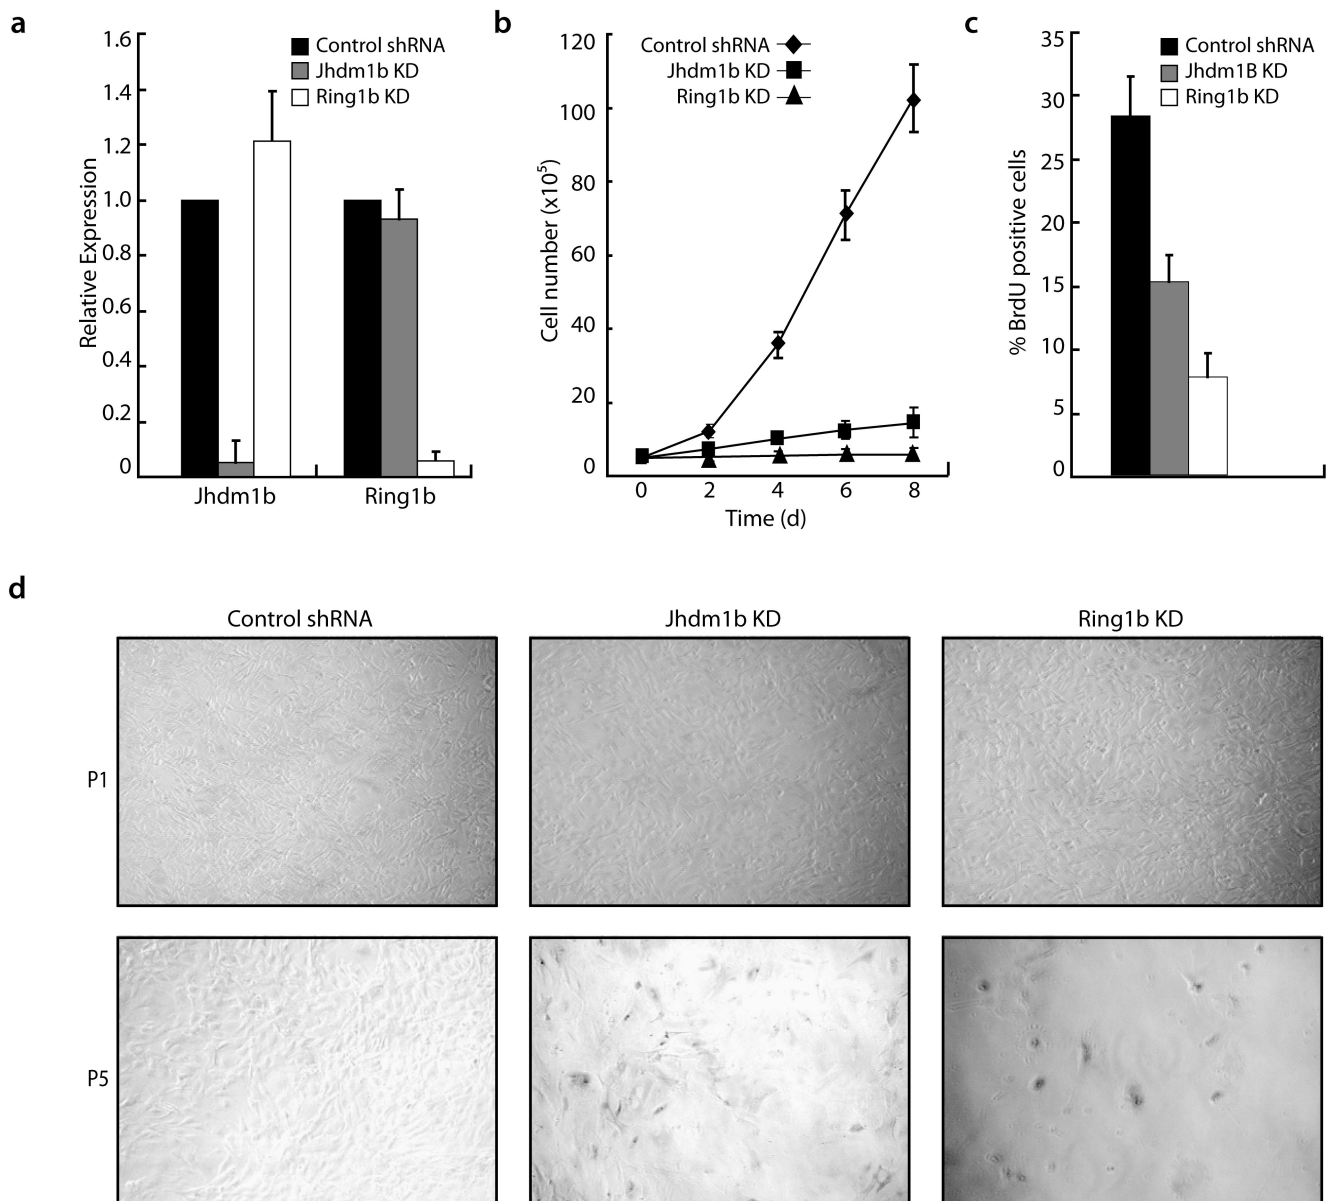 a
1.6
1.4
1.2
1.0
0.8
0.6
0.4
0.2
0
Relative Expression
Control shRNA
Jhdm1b KD
Ring1b KD
Jhdm1b Ring1b
b
120
100
80
60
40
20
0
Cell number (x10⁵)
Control shRNA
Jhdm1b KD
Ring1b KD
0 2 4 6 8
Time (d)
c
35
30
25
20
15
10
5
0
% BrdU positive cells
Control shRNA
Jhdm1B KD
Ring1b KD
d
Control shRNA Jhdm1b KD Ring1b KD
P1
P5